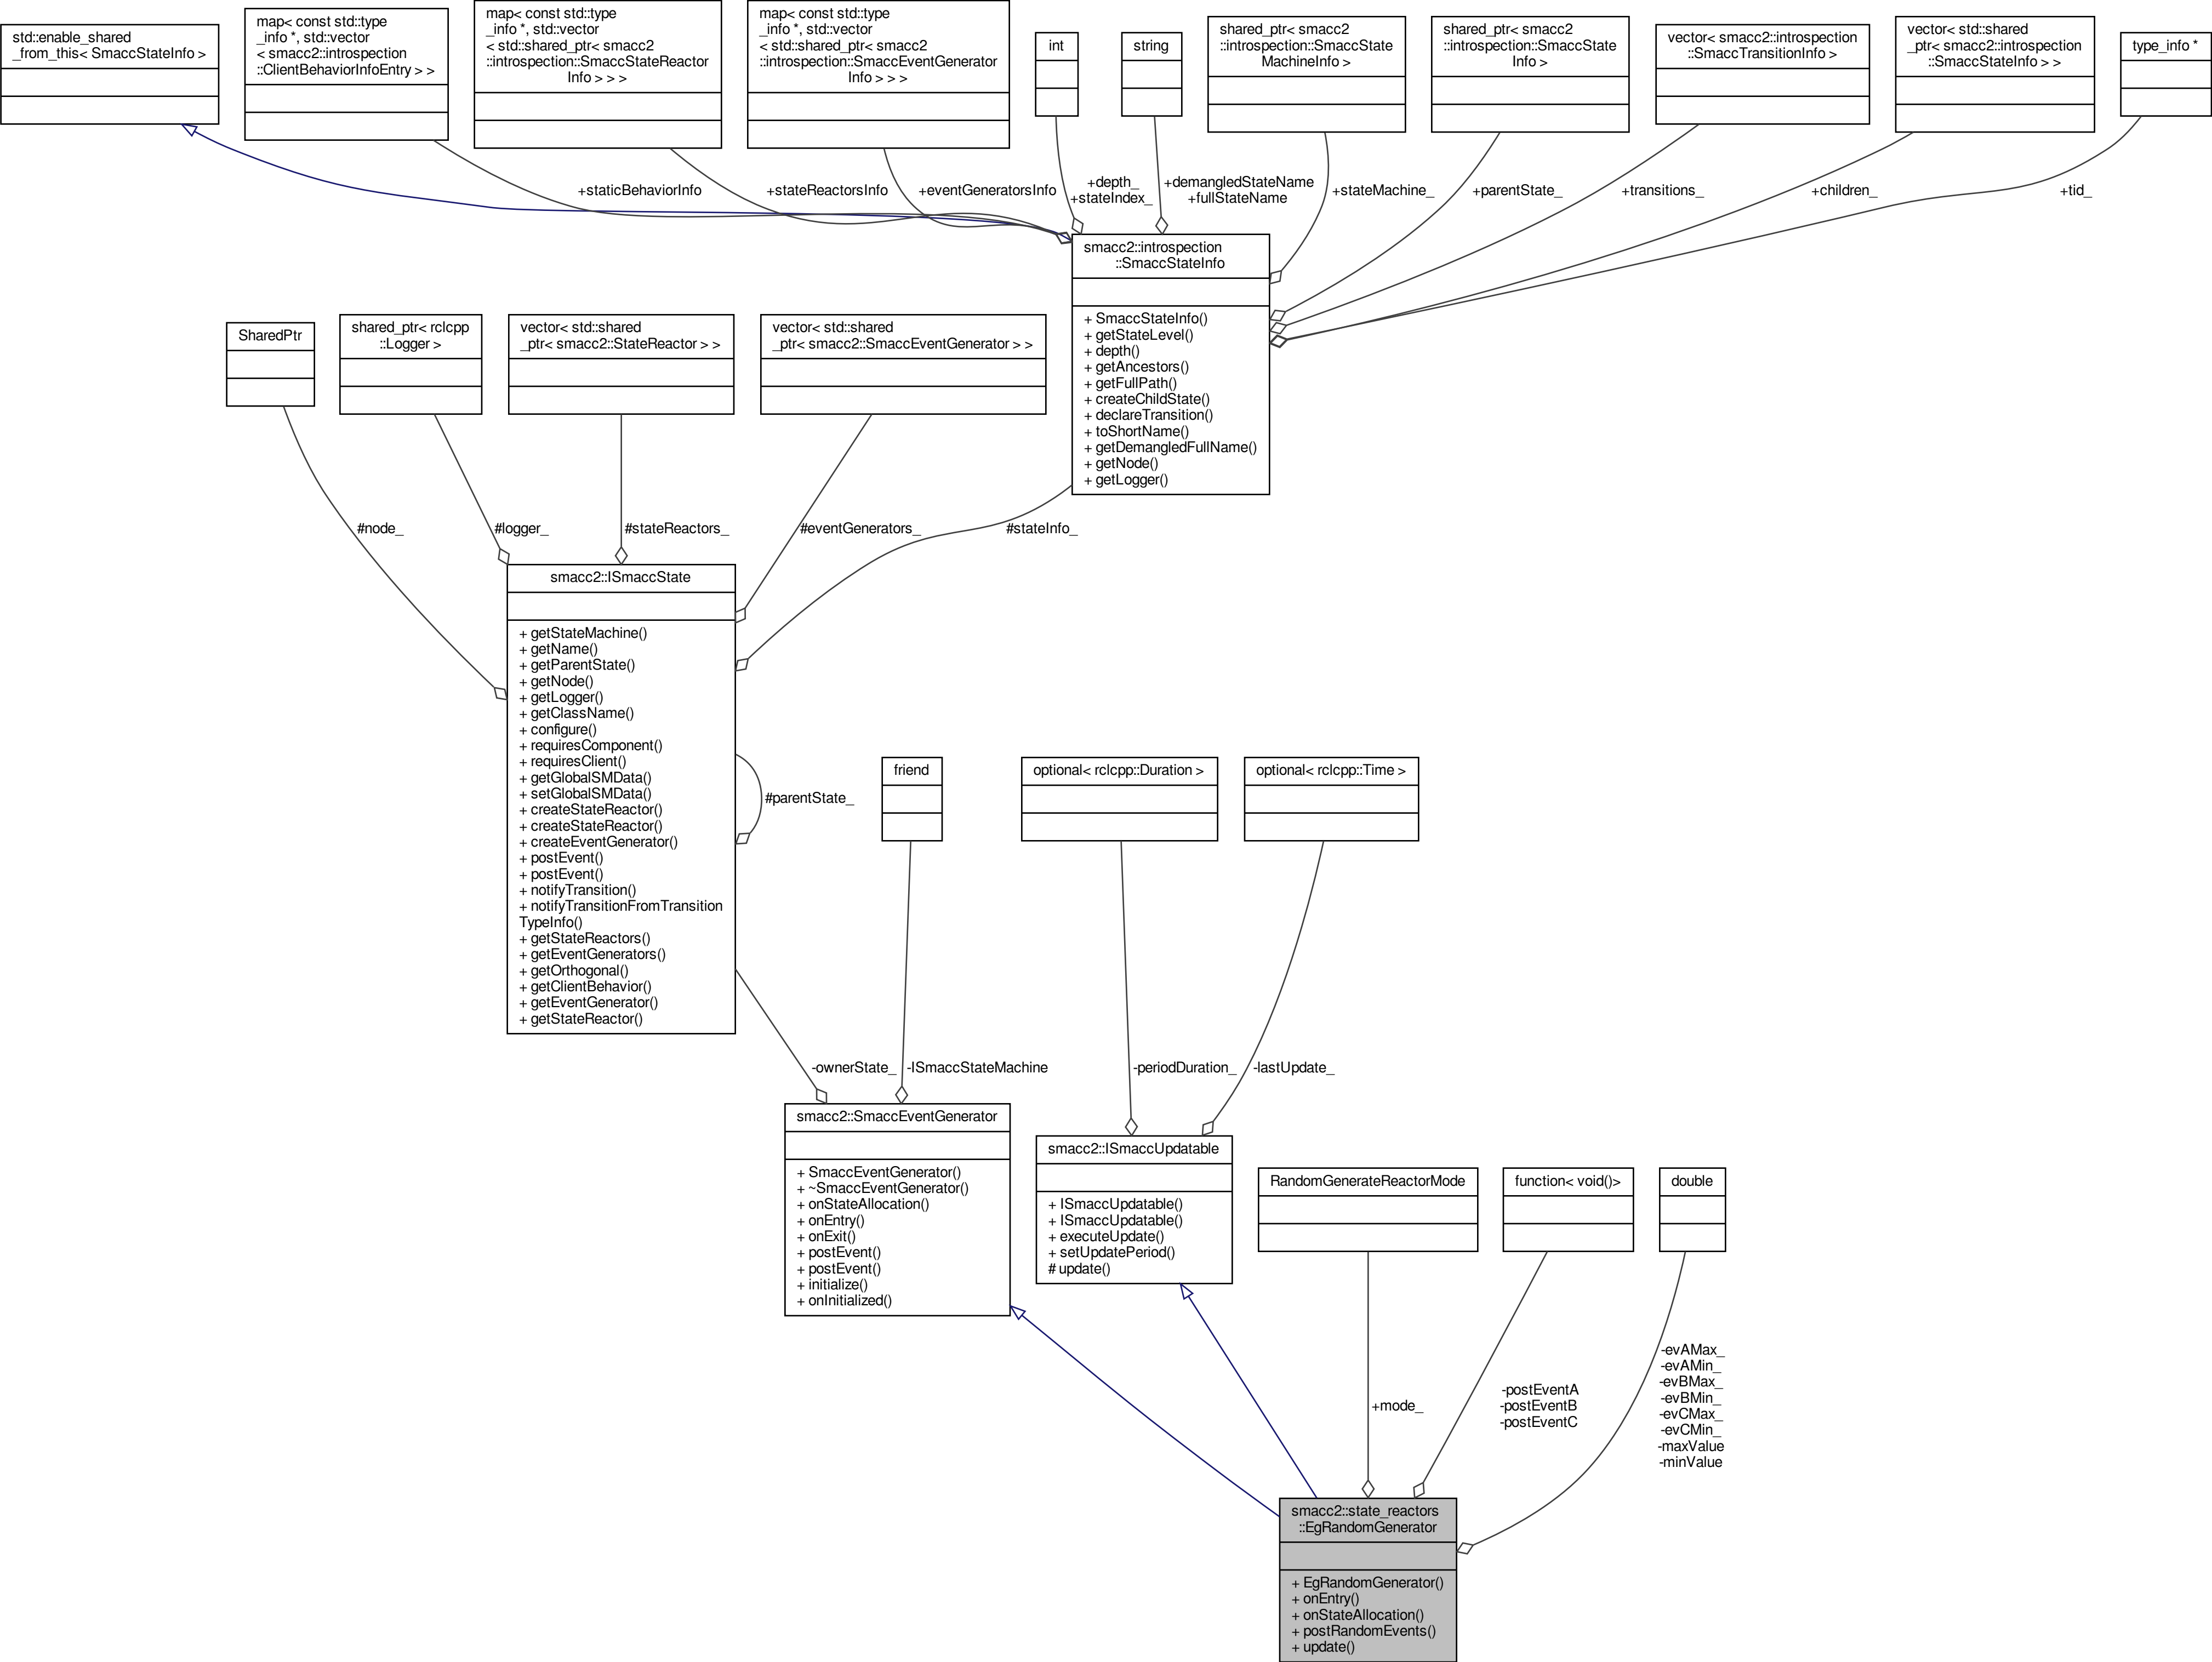 std::enable_shared
_from_this< SmaccStateInfo >
map< const std::type
_info *, std::vector
< smacc2::introspection
::ClientBehaviorInfoEntry > >
map< const std::type
_info *, std::vector
< std::shared_ptr< smacc2
::introspection::SmaccStateReactor
Info > > >
map< const std::type
_info *, std::vector
< std::shared_ptr< smacc2
::introspection::SmaccEventGenerator
Info > > >
int
string
shared_ptr< smacc2
::introspection::SmaccState
MachineInfo >
shared_ptr< smacc2
::introspection::SmaccState
Info >
vector< smacc2::introspection
::SmaccTransitionInfo >
vector< std::shared
_ptr< smacc2::introspection
::SmaccStateInfo > >
type_info *
+staticBehaviorInfo
+stateReactorsInfo
+eventGeneratorsInfo
+depth_
+stateIndex_
+demangledStateName
+fullStateName
+stateMachine_
+parentState_
+transitions_
+children_
+tid_
smacc2::introspection
::SmaccStateInfo
+ SmaccStateInfo()
+ getStateLevel()
+ depth()
+ getAncestors()
+ getFullPath()
+ createChildState()
+ declareTransition()
+ toShortName()
+ getDemangledFullName()
+ getNode()
+ getLogger()
SharedPtr
shared_ptr< rclcpp
::Logger >
vector< std::shared
_ptr< smacc2::StateReactor > >
vector< std::shared
_ptr< smacc2::SmaccEventGenerator > >
#node_
#logger_
#stateReactors_
#eventGenerators_
#stateInfo_
smacc2::ISmaccState
+ getStateMachine()
+ getName()
+ getParentState()
+ getNode()
+ getLogger()
+ getClassName()
+ configure()
+ requiresComponent()
+ requiresClient()
+ getGlobalSMData()
+ setGlobalSMData()
+ createStateReactor()
+ createStateReactor()
+ createEventGenerator()
+ postEvent()
+ postEvent()
+ notifyTransition()
+ notifyTransitionFromTransition
TypeInfo()
+ getStateReactors()
+ getEventGenerators()
+ getOrthogonal()
+ getClientBehavior()
+ getEventGenerator()
+ getStateReactor()
#parentState_
friend
optional< rclcpp::Duration >
optional< rclcpp::Time >
-ownerState_
-ISmaccStateMachine
-periodDuration_
-lastUpdate_
smacc2::SmaccEventGenerator
+ SmaccEventGenerator()
+ ~SmaccEventGenerator()
+ onStateAllocation()
+ onEntry()
+ onExit()
+ postEvent()
+ postEvent()
+ initialize()
+ onInitialized()
smacc2::ISmaccUpdatable
+ ISmaccUpdatable()
+ ISmaccUpdatable()
+ executeUpdate()
+ setUpdatePeriod()
# update()
RandomGenerateReactorMode
function< void()>
double
+mode_
-postEventA
-postEventB
-postEventC
-evAMax_
-evAMin_
-evBMax_
-evBMin_
-evCMax_
-evCMin_
-maxValue
-minValue
smacc2::state_reactors
::EgRandomGenerator
+ EgRandomGenerator()
+ onEntry()
+ onStateAllocation()
+ postRandomEvents()
+ update()